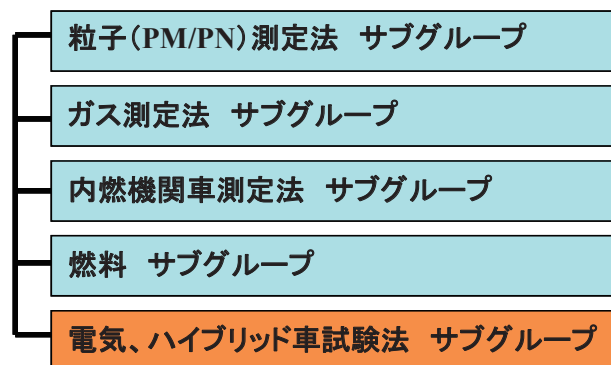 粒子(PM/PN)測定法　サブグループ
ガス測定法　サブグループ
内燃機関車測定法　サブグループ
燃料　サブグループ
電気、ハイブリッド車試験法　サブグループ